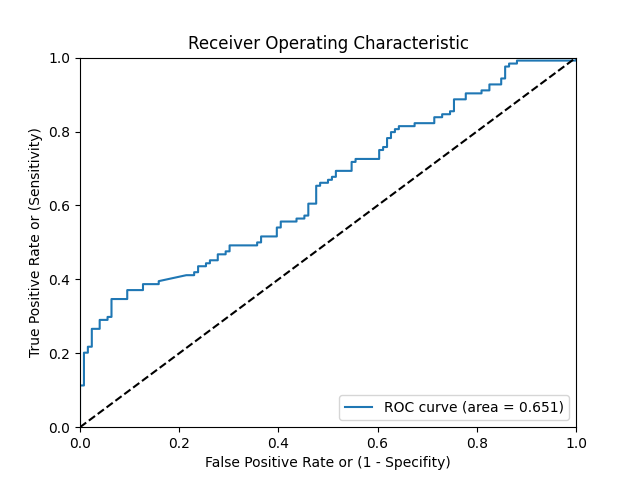 Receiver Operating Characteristic
1.0
0.8
0.6
0.4
0.2
0.0
True Positive Rate or (Sensitivity)
ROC curve (area = 0.651)
0.0 0.2 0.4 0.6 0.8 1.0
False Positive Rate or (1 - Specifity)